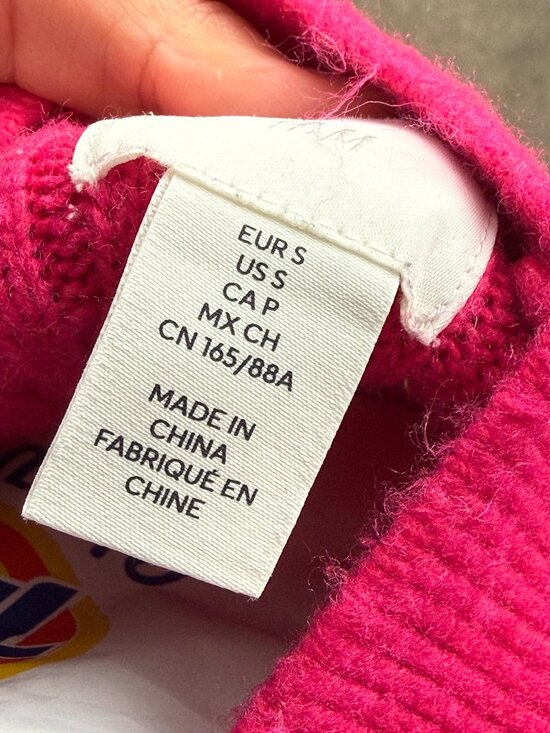 EUR S
US S
CA P
MX CH
CN 165/88A
MADE IN
CHINA
FABRIQUÉ EN
CHINE